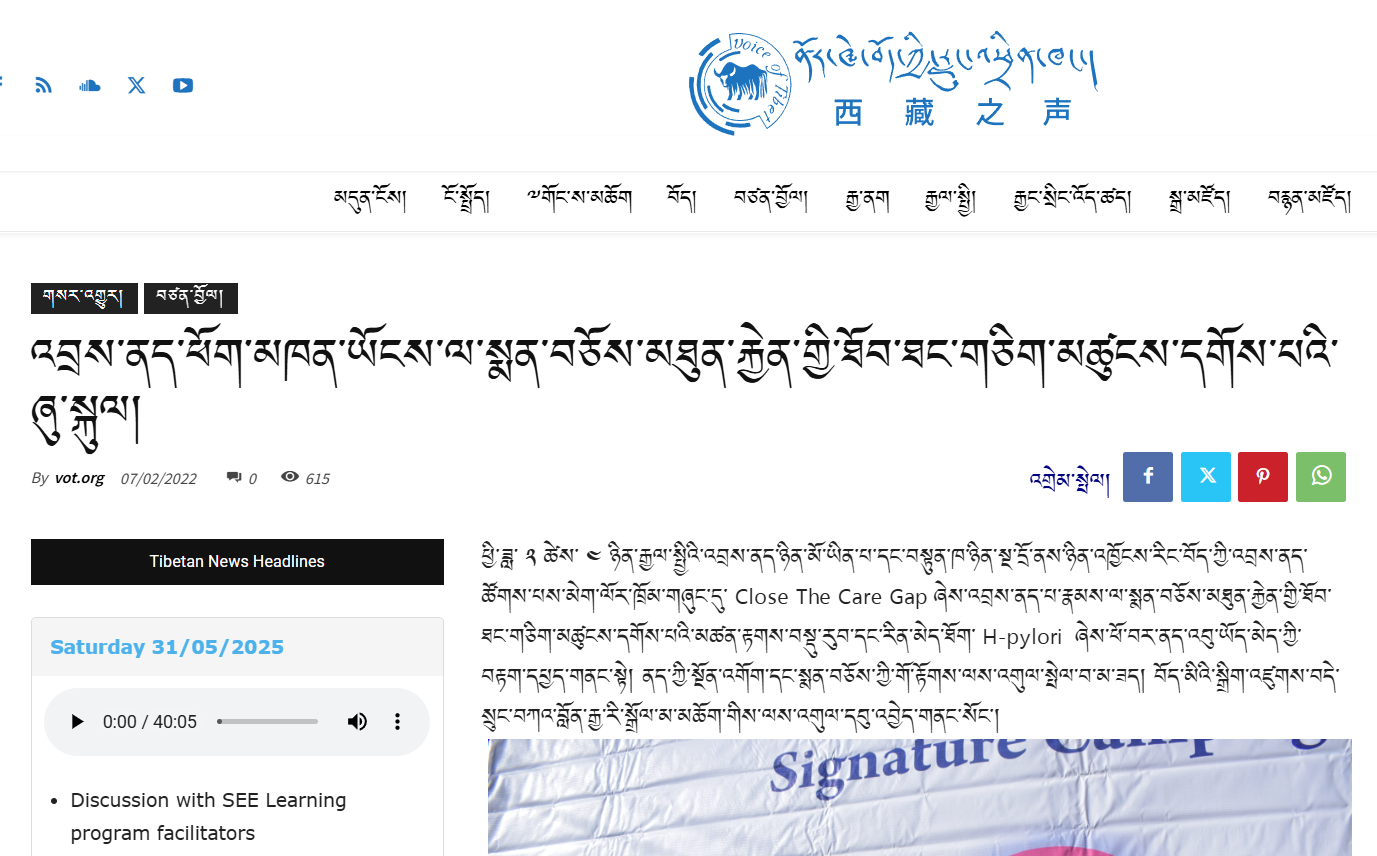 Voice of Tibet
ནོར་ཝེ་བོད་ཀྱི་རླུང་འཕྲིན་ཁང་།
西藏之声
མདུན་ངོས། ངོ་སྤྲོད། ༸གོང་ས་མཆོག བོད། བཙན་བྱོལ། རྒྱ་ནག རྒྱལ་སྤྱི། རྒྱང་སྲིང་འོད་ཚད། སྒྲ་མཛོད། བརྙན་མཛོད།
གསར་འགྱུར། བཙན་བྱོལ།
འབྲས་ནད་ཕོག་མཁན་ཡོངས་ལ་སྨན་བཅོས་མཐུན་རྐྱེན་གྱི་ཐོབ་ཐང་གཅིག་མཚུངས་དགོས་པའི་
ཞུ་སྐུལ།
By vot.org 07/02/2022 0 615
འགྲེམ་སྤེལ།
Tibetan News Headlines
Saturday 31/05/2025
0:00 / 40:05
Discussion with SEE Learning
program facilitators
ཕྱི་ཟླ་ ༢ ཚེས་ ༤ ཉིན་རྒྱལ་སྤྱིའི་འབྲས་ནད་ཉིན་མོ་ཡིན་པ་དང་བསྟུན་ཁ་ཉིན་སྔ་དྲོ་ནས་ཉིན་འཁྱོངས་རིང་བོད་ཀྱི་འབྲས་ནད་
ཚོགས་པས་མེག་ལོར་ཁྲོམ་གཞུང་དུ་ Close The Care Gap ཞེས་འབྲས་ནད་པ་རྣམས་ལ་སྨན་བཅོས་མཐུན་རྐྱེན་གྱི་ཐོབ་
ཐང་གཅིག་མཚུངས་དགོས་པའི་མཚན་རྟགས་བསྡུ་རུབ་དང་རིན་མེད་ཐོག་ H-pylori ཞེས་ཕོ་བར་ནད་འབུ་ཡོད་མེད་ཀྱི་
བརྟག་དཔྱད་གནང་སྟེ། ནད་ཀྱི་སྔོན་འགོག་དང་སྨན་བཅོས་ཀྱི་གོ་རྟོགས་ལས་འགུལ་སྤེལ་བ་མ་ཟད། བོད་མིའི་སྒྲིག་འཛུགས་བདེ་
སྲུང་བཀའ་བློན་རྒྱ་རི་སྒྲོལ་མ་མཆོག་གིས་ལས་འགུལ་དབུ་འབྱེད་གནང་སོང་།
Signature Campaign